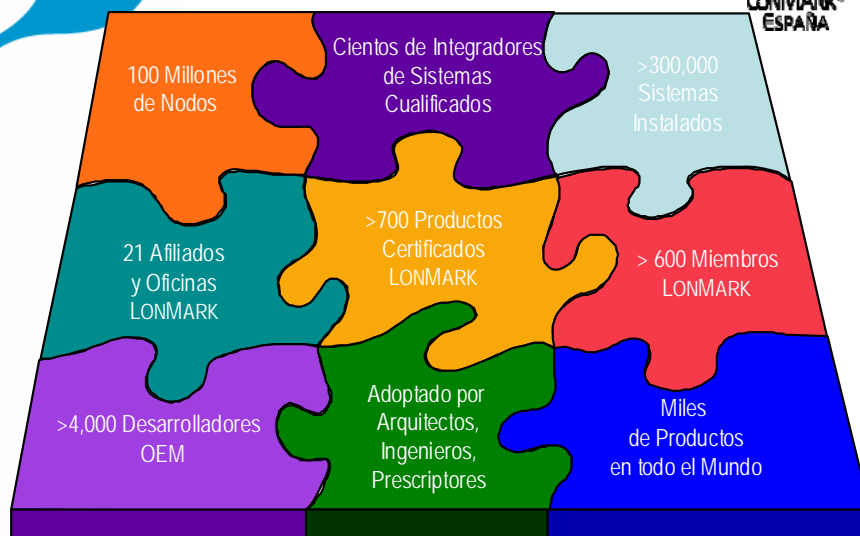 LONMARK
ESPAÑA
100 Millones
de Nodos
Cientos de Integradores
de Sistemas
Cualificados
>300,000
Sistemas
Instalados
21 Afiliados
y Oficinas
LONMARK
>700 Productos
Certificados
LONMARK
> 600 Miembros
LONMARK
>4,000 Desarrolladores
OEM
Adoptado por
Arquitectos,
Ingenieros,
Prescriptores
Miles
de Productos
en todo el Mundo